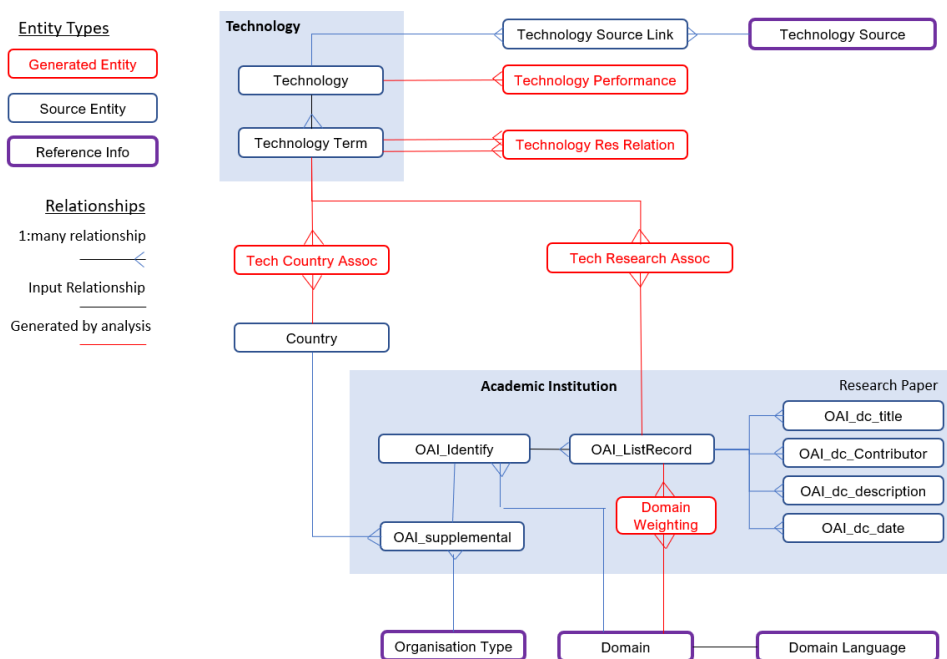 Entity Types
Generated Entity
Source Entity
Reference Info
Relationships
1:many relationship
Input Relationship
Generated by analysis
Technology
Technology Source Link
Technology Source
Technology
Technology Performance
Technology Term
Technology Res Relation
Tech Country Assoc
Tech Research Assoc
Country
Academic Institution
Research Paper
OAI_dc_title
OAI_Identify
OAI_ListRecord
OAI_dc_Contributor
OAI_dc_description
Domain
Weighting
OAI_dc_date
OAI_supplemental
Organisation Type
Domain
Domain Language